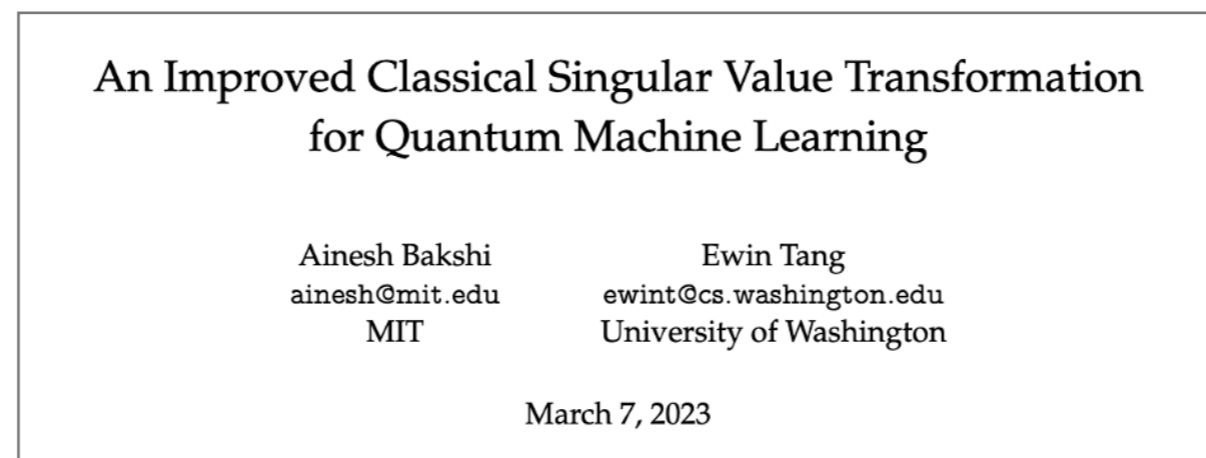 An Improved Classical Singular Value Transformation
for Quantum Machine Learning
Ainesh Bakshi
ainesh@mit.edu
MIT
Ewin Tang
ewint@cs.washington.edu
University of Washington
March 7, 2023